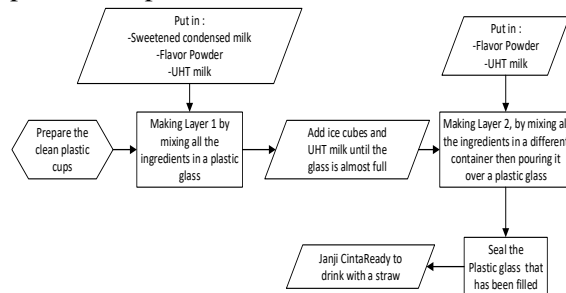 Put in :
-Sweetened condensed milk
-Flavor Powder
-UHT milk
Put in :
-Flavor Powder
-UHT milk
Prepare the
clean plastic
cups
Making Layer 1 by
mixing all the
ingredients in a plastic
glass
Add ice cubes and
UHT milk until the
glass is almost full
Making Layer 2, by mixing all
the ingredients in a different
container then pouring it
over a plastic glass
Janji CintaReady to
drink with a straw
Seal the
Plastic glass that
has been filled